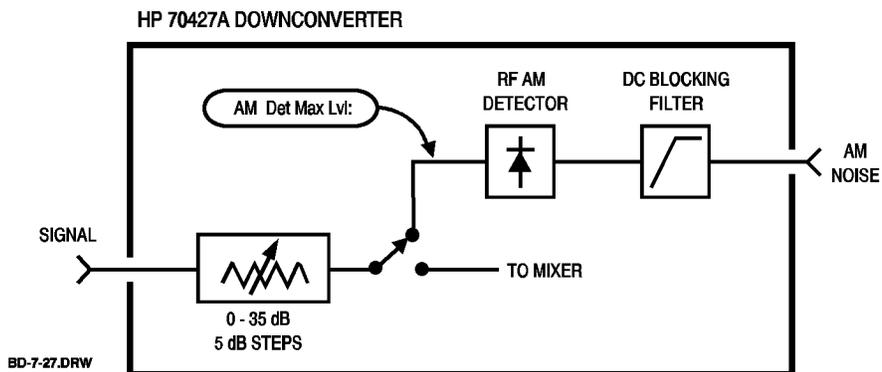 HP 70427A DOWNCONVERTER
RF AM
DETECTOR
DC BLOCKING
FILTER
AM Det Max Lvl:
AM
NOISE
SIGNAL
TO MIXER
0 - 35 dB
5 dB STEPS
BD-7-27.DRW